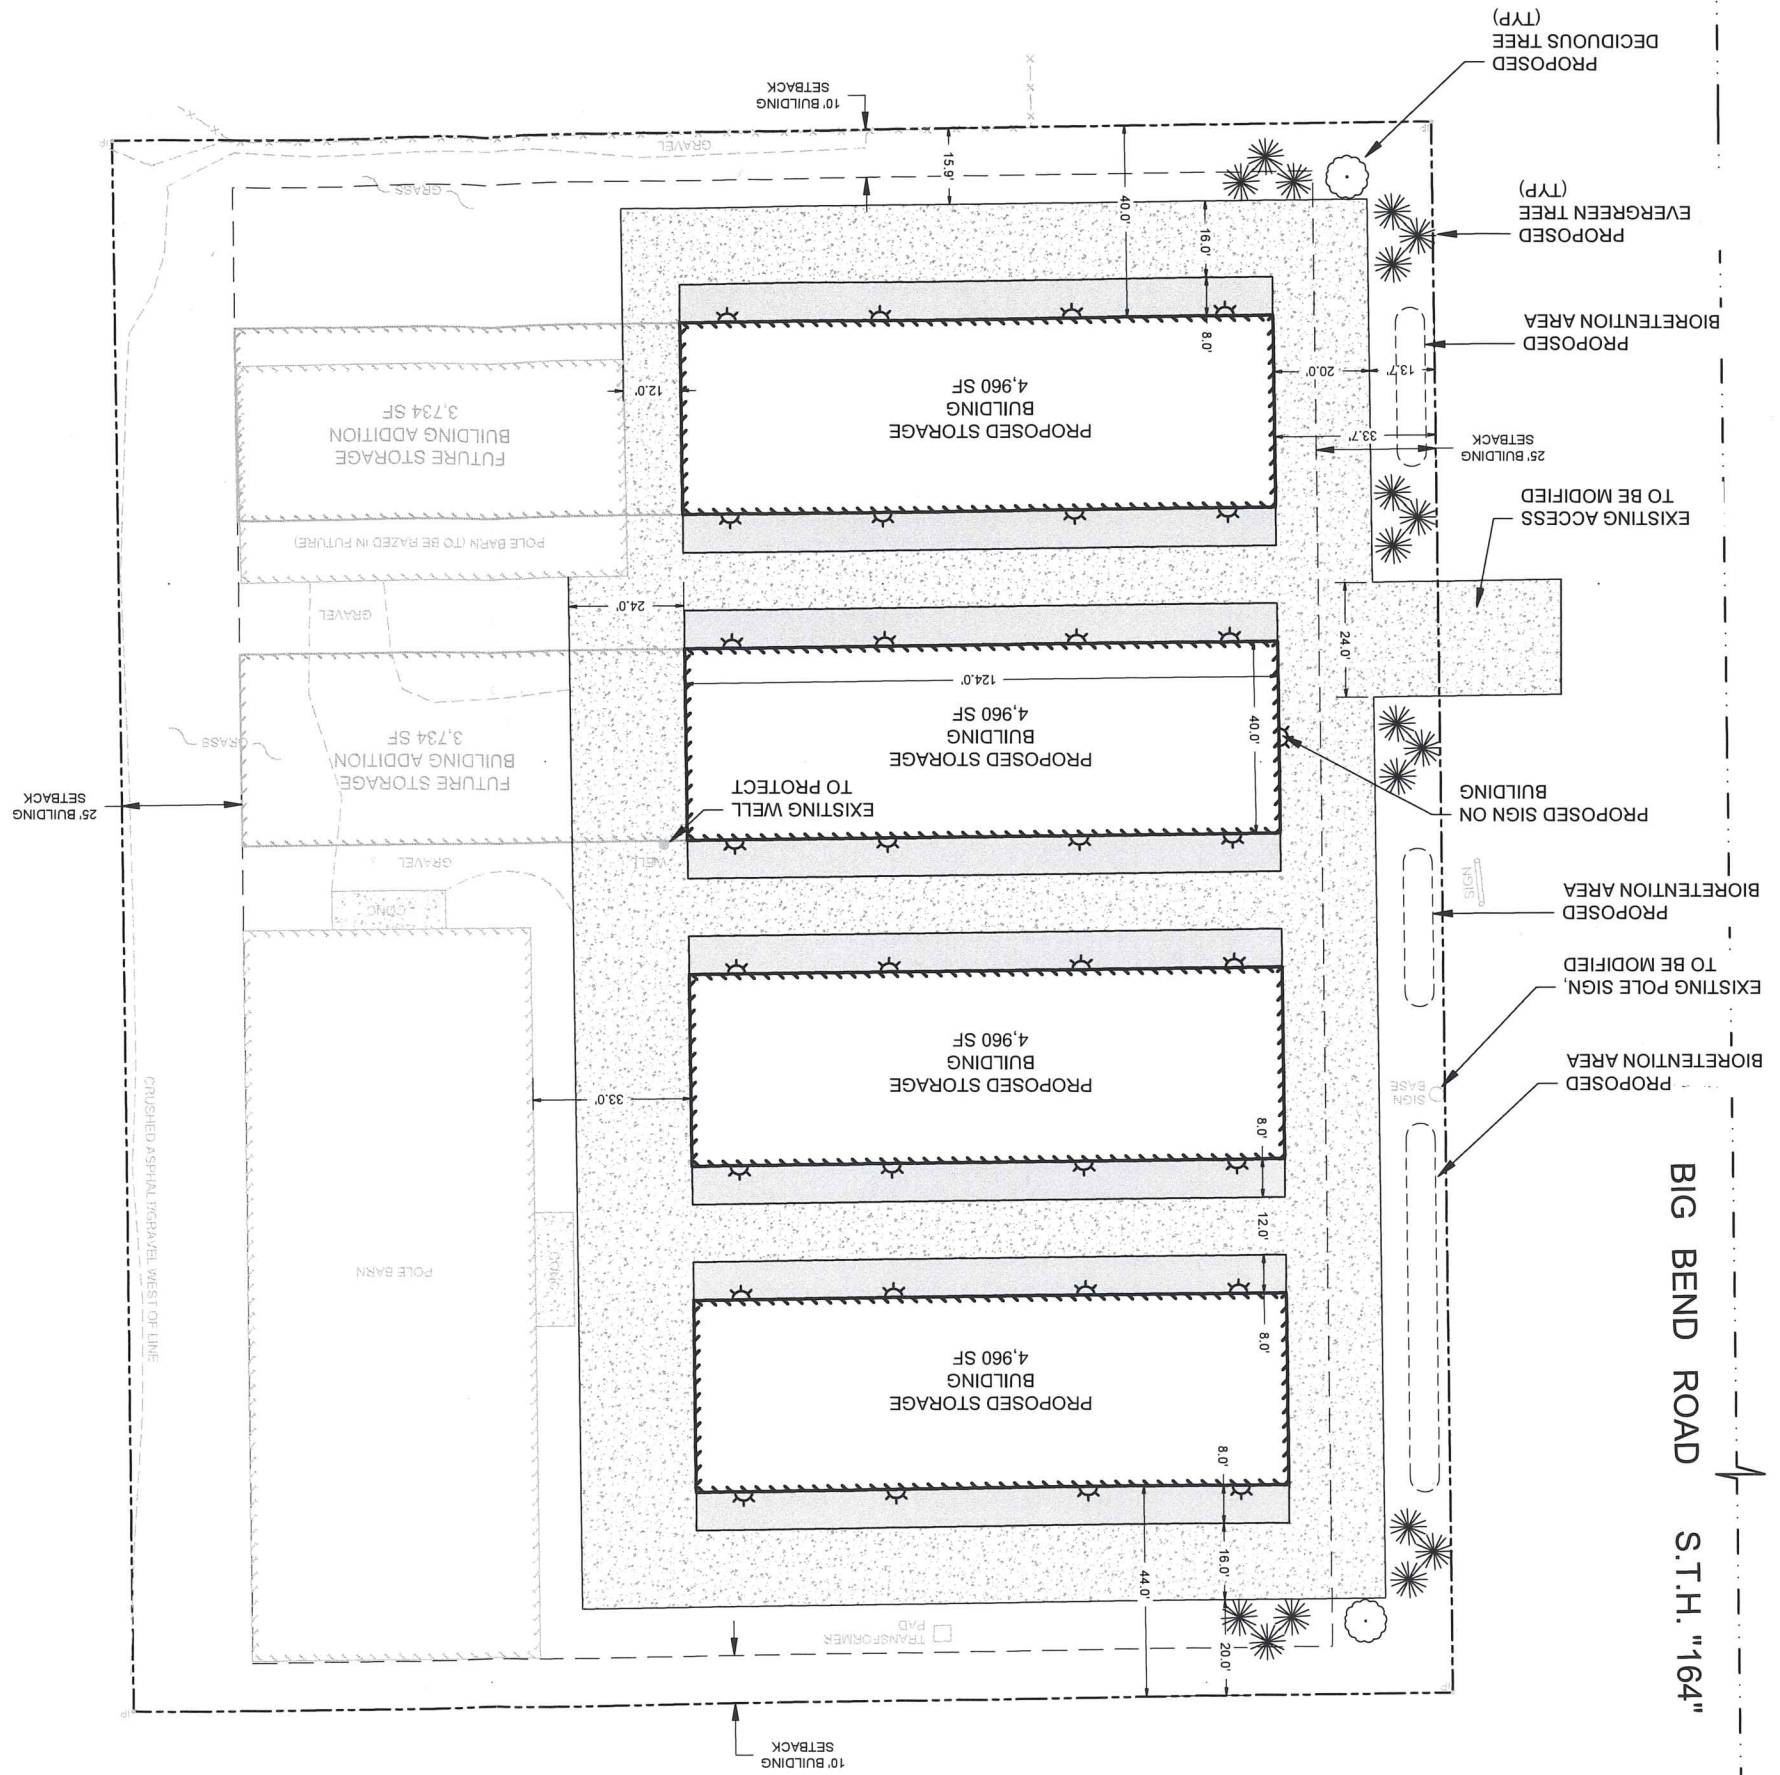 10' BUILDING
SETBACK
IP
IP
20.0'
44.0'
TRANSFORMER
PAD
16.0'
8.0'
BIG BEND ROAD S.T.H. "164"
PROPOSED STORAGE
BUILDING
4,960 SF
8.0'
POLE BARN
CONC
12.0'
8.0'
CRUSHED ASPHALT/GRAVEL WEST OF LINE
PROPOSED
BIORETENTION AREA
SIGN
BASE
33.0'
PROPOSED STORAGE
BUILDING
4,960 SF
EXISTING POLE SIGN,
TO BE MODIFIED
PROPOSED
BIORETENTION AREA
SIGN
CONC
GRAVEL
WELL
EXISTING WELL
TO PROTECT
PROPOSED SIGN ON
BUILDING
25' BUILDING
SETBACK
40.0'
PROPOSED STORAGE
BUILDING
4,960 SF
124.0'
FUTURE STORAGE
BUILDING ADDITION
3,734 SF
GRASS
24.0'
24.0'
GRAVEL
EXISTING ACCESS
TO BE MODIFIED
POLE BARN (TO BE RAZED IN FUTURE)
25' BUILDING
SETBACK
33.7'
PROPOSED STORAGE
BUILDING
4,960 SF
FUTURE STORAGE
BUILDING ADDITION
3,734 SF
13.7'
20.0'
12.0'
PROPOSED
BIORETENTION AREA
8.0'
16.0'
40.0'
15.9'
PROPOSED
EVERGREEN TREE
(TYP)
GRASS
GRAVEL
IP
IP
10' BUILDING
SETBACK
PROPOSED
DECIDUOUS TREE
(TYP)